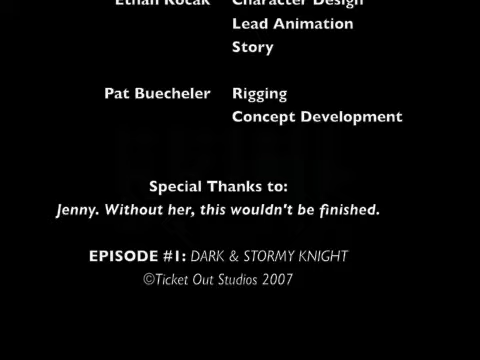 Ethan Kocak Character Design
Lead Animation
Story
Pat Buecheler Rigging
Concept Development
Special Thanks to:
Jenny. Without her, this wouldn't be finished.
EPISODE #1: DARK & STORMY KNIGHT
©Ticket Out Studios 2007